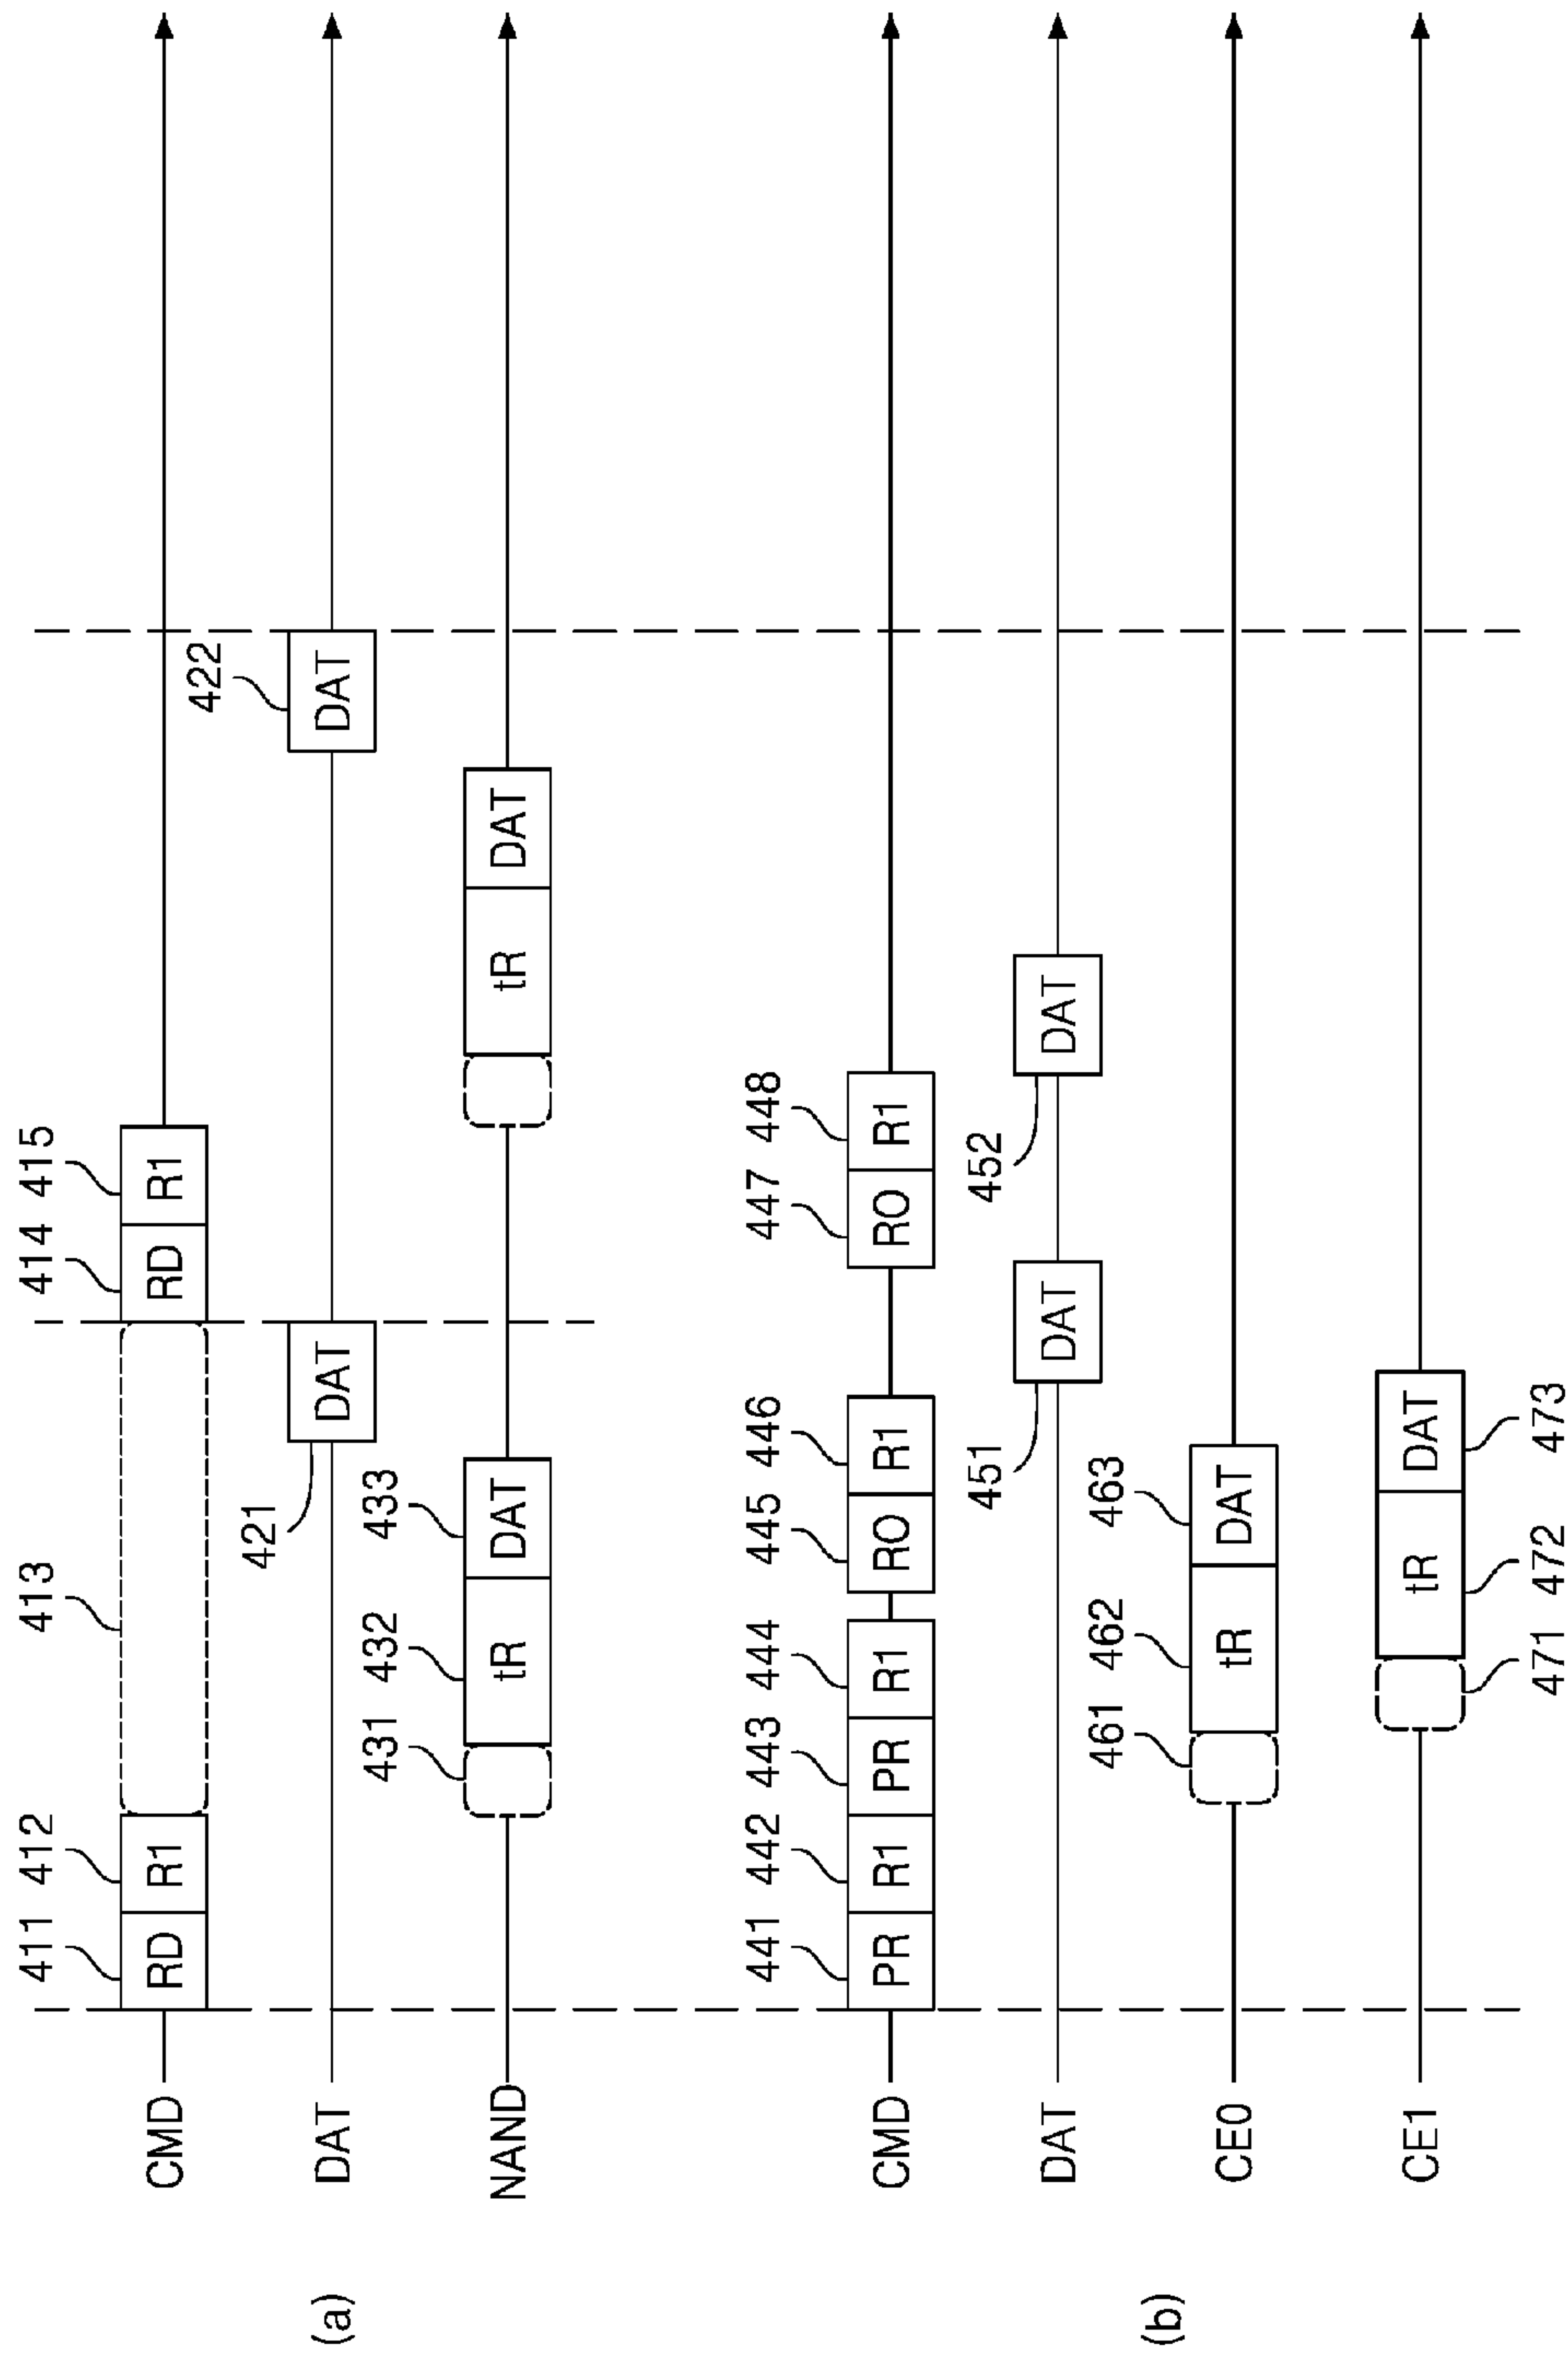 (a)
411 412 413 414 415
CMD RD R1 RD R1
421 422
DAT DAT DAT
431 432 433
NAND tR DAT tR DAT
(b)
441 442 443 444 445 446 447 448
CMD PR R1 PR R1 RO R1 RO R1
451 452
DAT DAT DAT
461 462 463
CE0 tR DAT
CE1 tR DAT
471 472 473